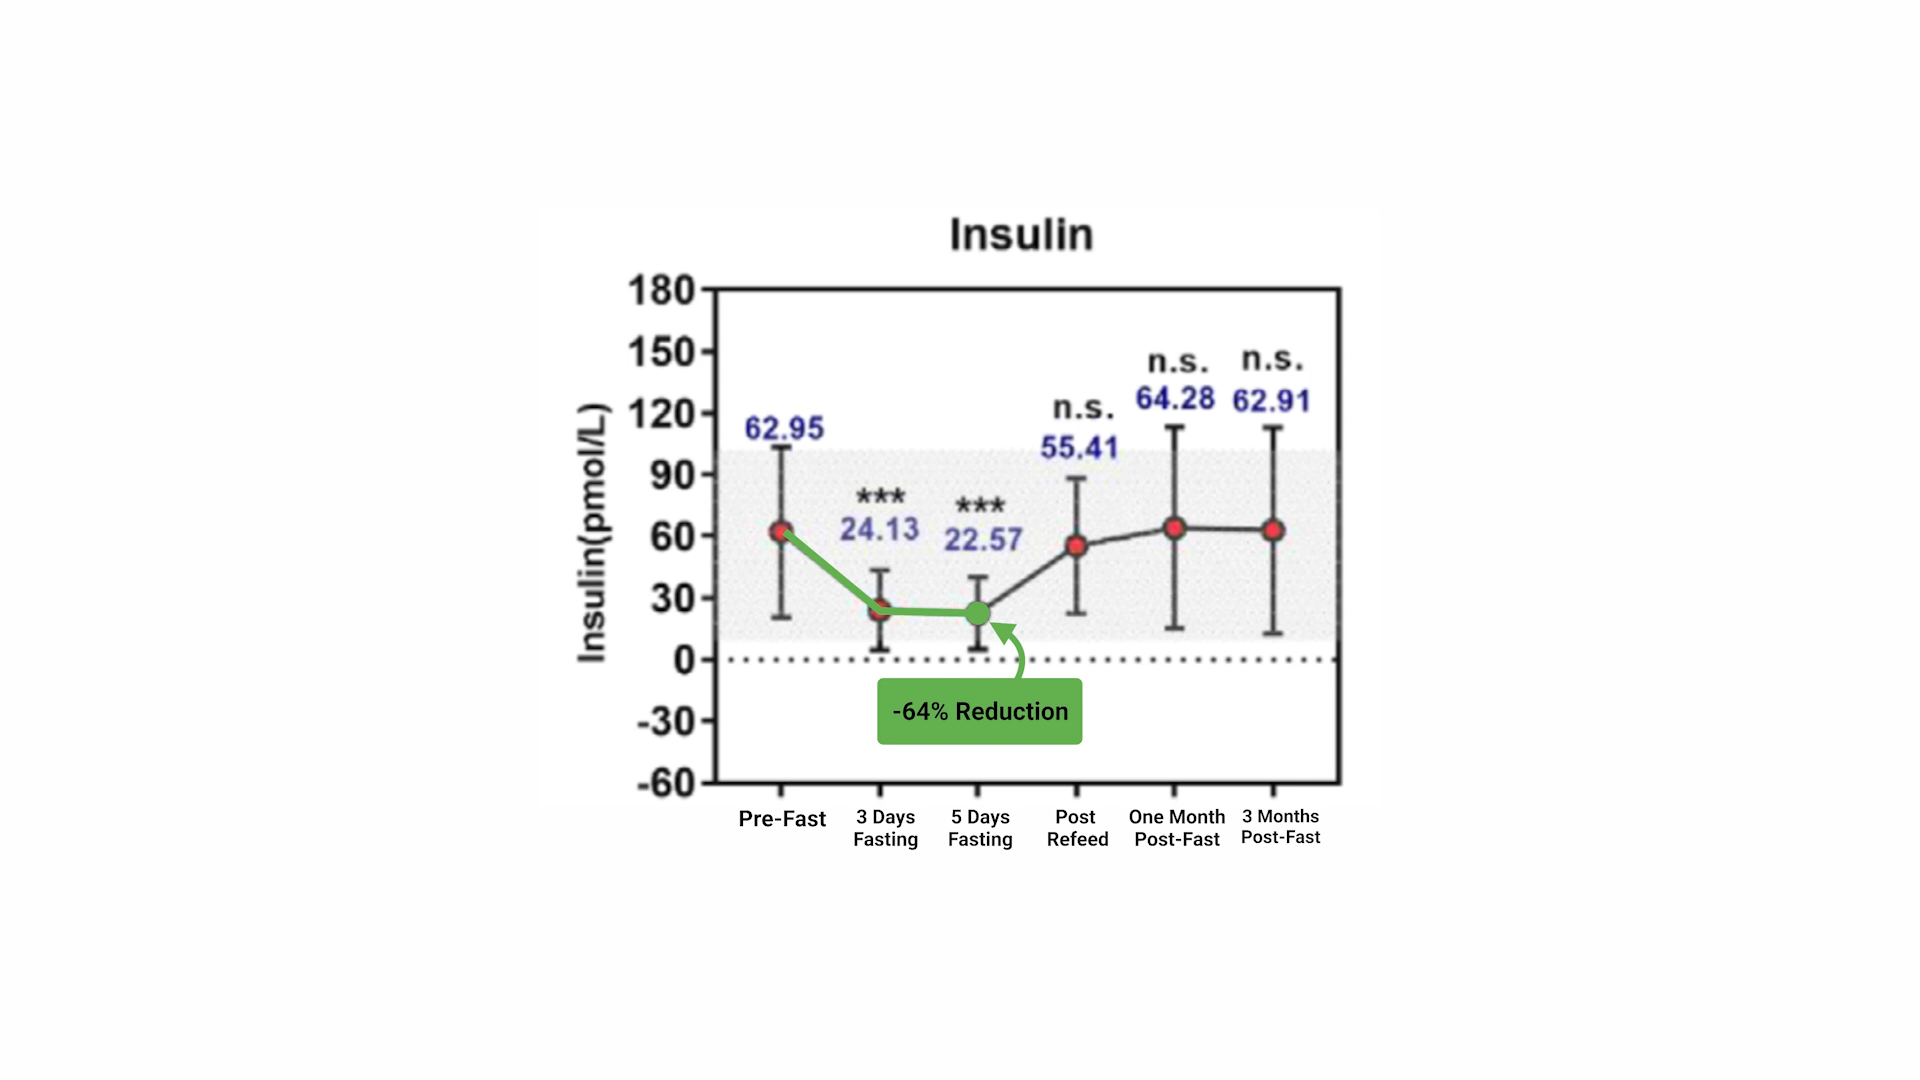 Insulin
Insulin(pmol/L)
180
150
120
90
60
30
0
-30
-60
62.95
***
24.13
***
22.57
n.s.
55.41
n.s.
64.28
n.s.
62.91
-64% Reduction
Pre-Fast
3 Days
Fasting
5 Days
Fasting
Post
Refeed
One Month
Post-Fast
3 Months
Post-Fast